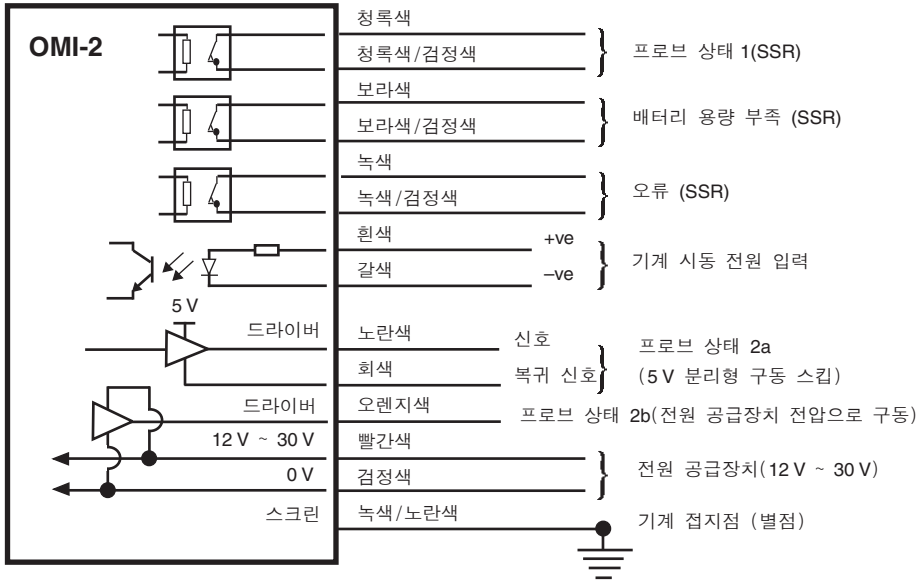 OMI-2
청록색
청록색/검정색
프로브 상태 1(SSR)
보라색
보라색/검정색
배터리 용량 부족 (SSR)
녹색
녹색/검정색
오류 (SSR)
흰색
+ve
갈색
–ve
기계 시동 전원 입력
5 V
드라이버
노란색
신호
회색
복귀 신호
프로브 상태 2a
(5 V 분리형 구동 스킵)
드라이버
오렌지색
프로브 상태 2b(전원 공급장치 전압으로 구동)
12 V ~ 30 V
빨간색
0 V
검정색
전원 공급장치(12 V ~ 30 V)
스크린
녹색/노란색
기계 접지점 (별점)